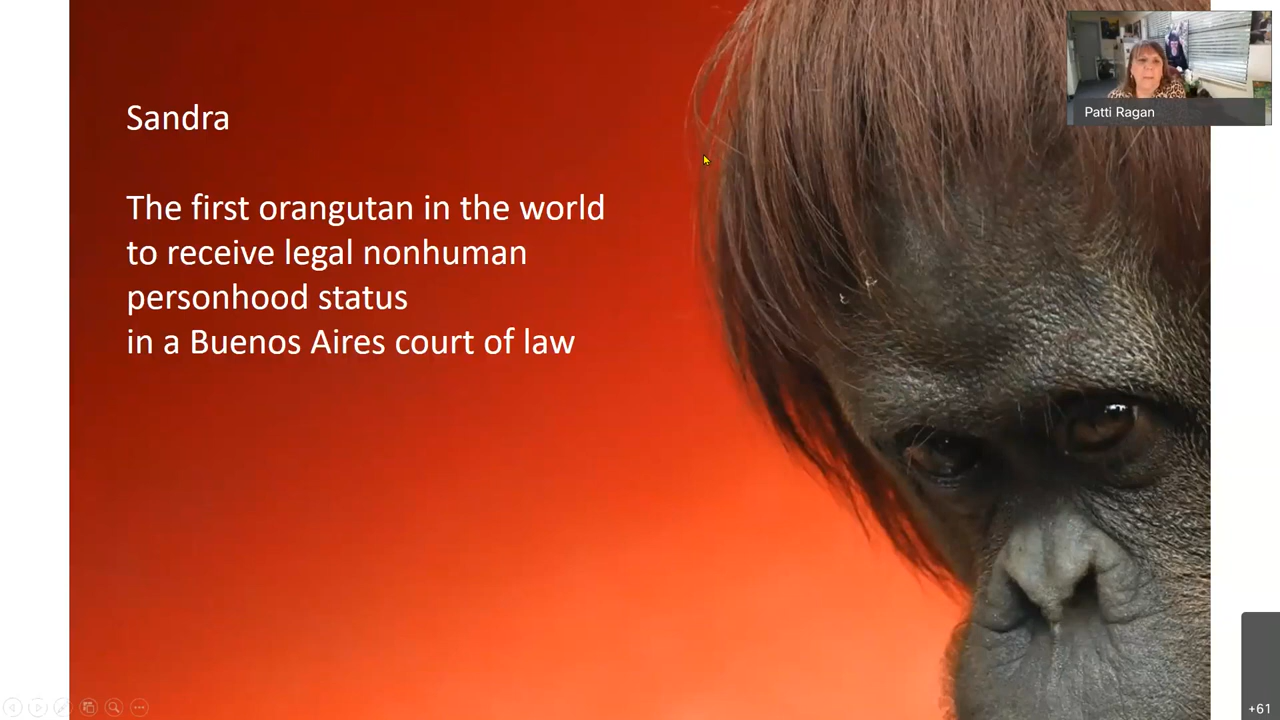 Sandra
The first orangutan in the world
to receive legal nonhuman
personhood status
in a Buenos Aires court of law
Patti Ragan
+61